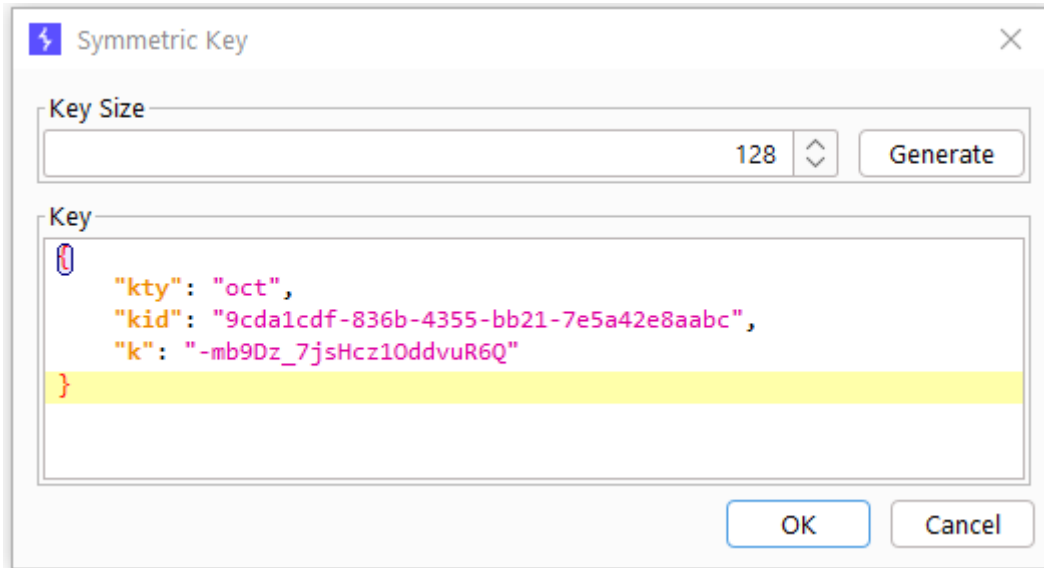 Symmetric Key
Key Size
128
Generate
Key
{
"kty": "oct",
"kid": "9cda1cdf-836b-4355-bb21-7e5a42e8aabc",
"k": "-mb9Dz_7jsHcz1OddvuR6Q"
}
OK
Cancel